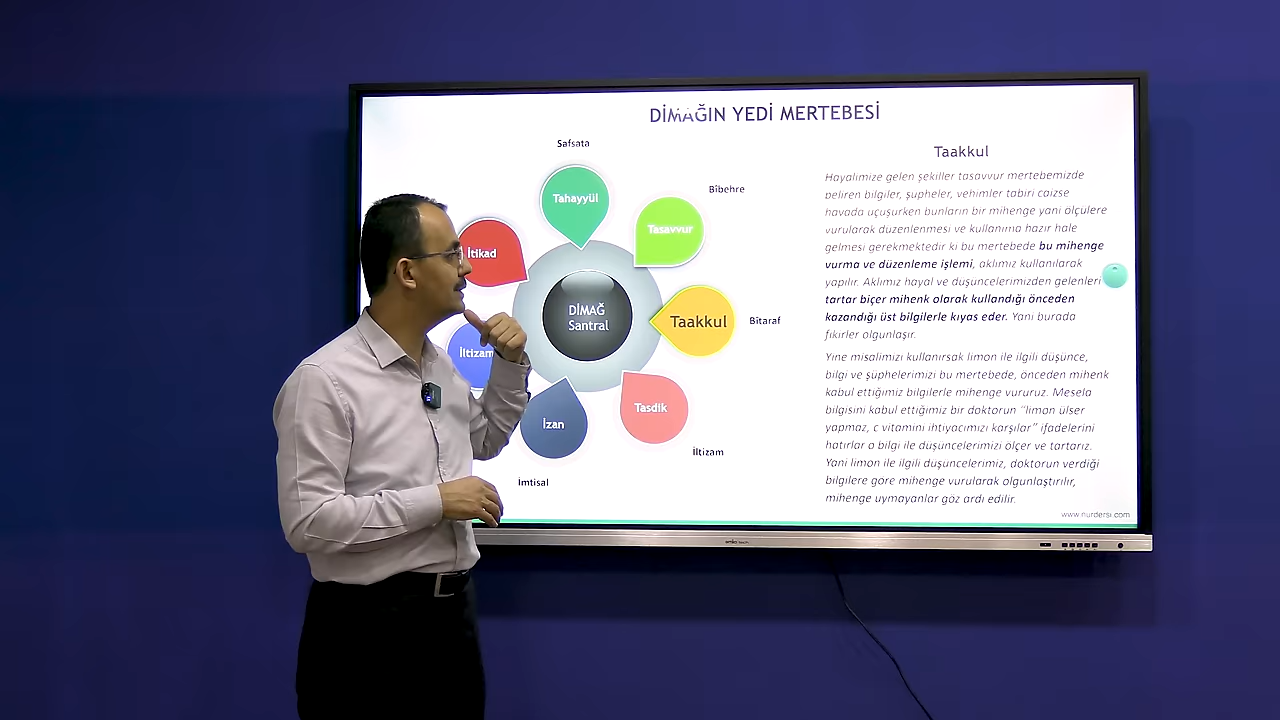 DİMAĞIN YEDİ MERTEBESİ
Safsata
Tahayyül
Bîbehre
Tasavvur
İtikad
DİMAĞ
Santral
Taakkul
Bîtaraf
İltizam
Tasdik
İzan
İltizam
İmtisal
Taakkul
Hayalimize gelen şekiller tasavvur mertebemizde
beliren bilgiler, şüpheler, vehimler tabiri caizse
havada uçuşurken bunların bir mihenge yani ölçülere
vurularak düzenlenmesi ve kullanıma hazır hale
gelmesi gerekmektedir ki bu mertebede bu mihenge
vurma ve düzenleme işlemi, aklımız kullanılarak
yapılır. Aklımız hayal ve düşüncelerimizden gelenleri
tartar biçer mihenk olarak kullandığı önceden
kazandığı üst bilgilerle kıyas eder. Yani burada
fikirler olgunlaşır.
Yine misalimizi kullanırsak limon ile ilgili düşünce,
bilgi ve şüphelerimizi bu mertebede, önceden mihenk
kabul ettiğimiz bilgilerle mihenge vururuz. Mesela
bilgisini kabul ettiğimiz bir doktorun "limon ülser
yapmaz, c vitamini ihtiyacımızı karşılar" ifadelerini
hatırlar o bilgi ile düşüncelerimizi ölçer ve tartarız.
Yani limon ile ilgili düşüncelerimiz, doktorun verdiği
bilgilere göre mihenge vurularak olgunlaştırılır,
mihenge uymayanlar göz ardı edilir.
www.nurdersi.com